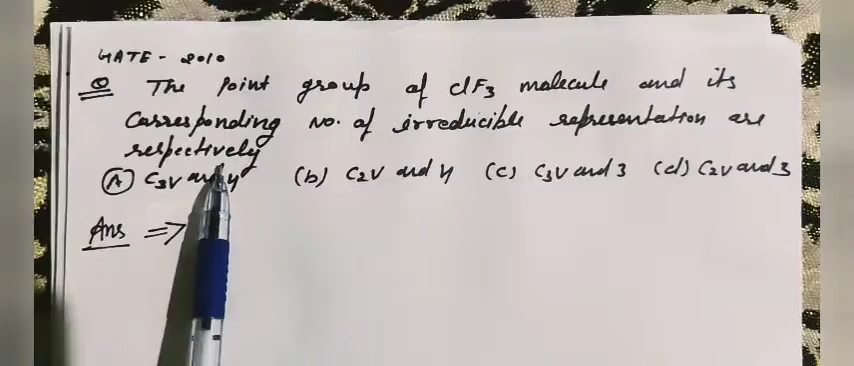 GATE - 2010
Q The Point group of ClF3 molecule and its
Corresponding No. of irreducible representation are
respectively
(A) C3V and 4 (b) C2V and 4 (c) C3V and 3 (d) C2V and 3
Ans =>